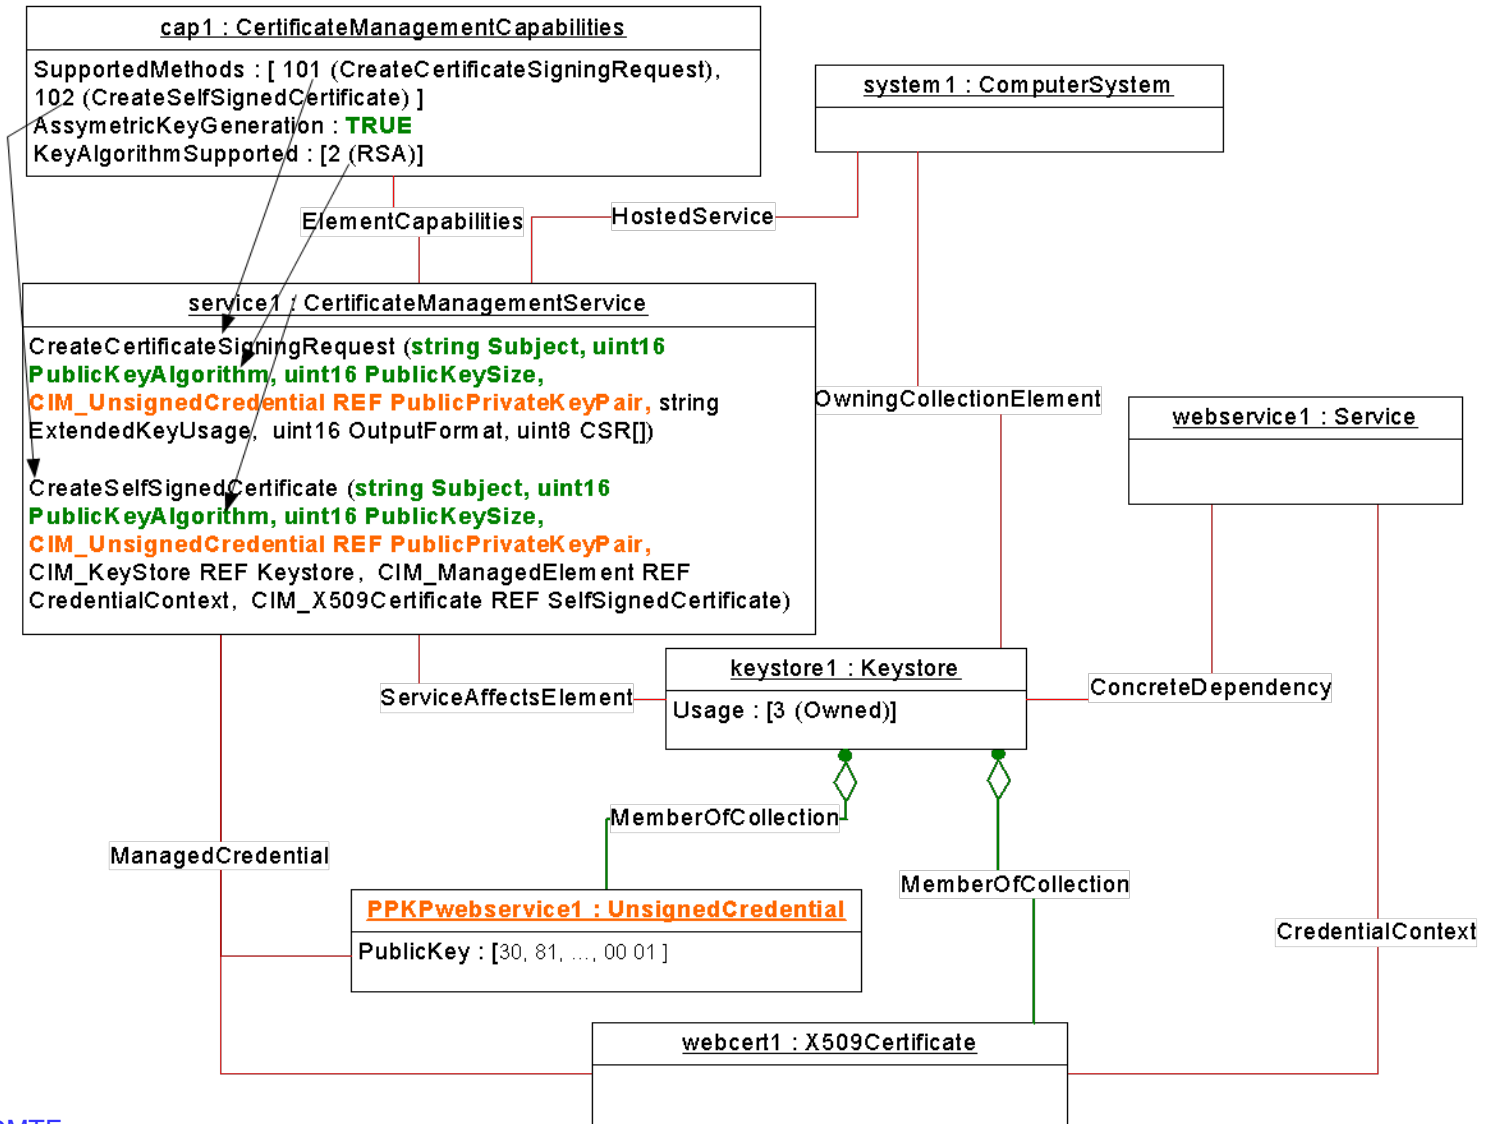 cap1 : CertificateManagementCapabilities
SupportedMethods : [ 101 (CreateCertificateSigningRequest),
102 (CreateSelfSignedCertificate) ]
AssymetricKeyGeneration : TRUE
KeyAlgorithmSupported : [2 (RSA)]
system1 : ComputerSystem
ElementCapabilities
HostedService
service1 : CertificateManagementService
CreateCertificateSigningRequest (string Subject, uint16
PublicKeyAlgorithm, uint16 PublicKeySize,
CIM_UnsignedCredential REF PublicPrivateKeyPair, string
ExtendedKeyUsage, uint16 OutputFormat, uint8 CSR[])
CreateSelfSignedCertificate (string Subject, uint16
PublicKeyAlgorithm, uint16 PublicKeySize,
CIM_UnsignedCredential REF PublicPrivateKeyPair,
CIM_KeyStore REF Keystore, CIM_ManagedElement REF
CredentialContext, CIM_X509Certificate REF SelfSignedCertificate)
OwningCollectionElement
webservice1 : Service
keystore1 : Keystore
Usage : [3 (Owned)]
ServiceAffectsElement
ConcreteDependency
MemberOfCollection
ManagedCredential
MemberOfCollection
PPKPwebservice1 : UnsignedCredential
PublicKey : [30, 81, ..., 00 01 ]
CredentialContext
webcert1 : X509Certificate